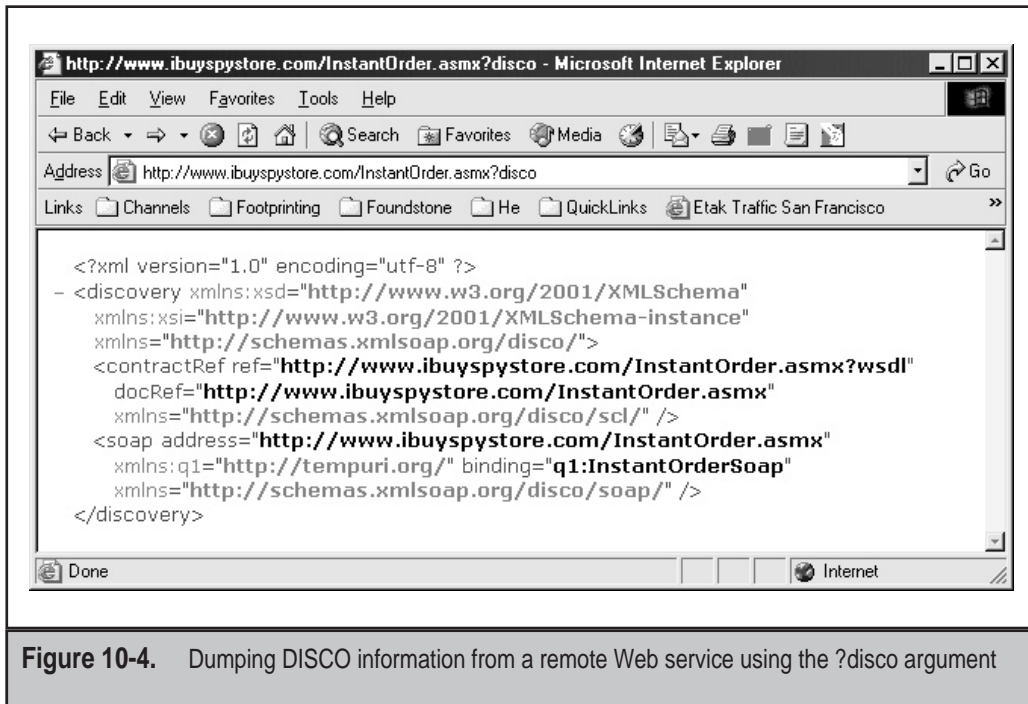 http://www.ibuyspystore.com/InstantOrder.asmx?disco - Microsoft Internet Explorer
File Edit View Favorites Tools Help
Back Search Favorites Media
Address http://www.ibuyspystore.com/InstantOrder.asmx?disco Go
Links Channels Footprinting Foundstone He QuickLinks Etak Traffic San Francisco »
<?xml version="1.0" encoding="utf-8" ?>
- <discovery xmlns:xsd="http://www.w3.org/2001/XMLSchema"
xmlns:xsi="http://www.w3.org/2001/XMLSchema-instance"
xmlns="http://schemas.xmlsoap.org/disco/">
<contractRef ref="http://www.ibuyspystore.com/InstantOrder.asmx?wsdl"
docRef="http://www.ibuyspystore.com/InstantOrder.asmx"
xmlns="http://schemas.xmlsoap.org/disco/scl/" />
<soap address="http://www.ibuyspystore.com/InstantOrder.asmx"
xmlns:q1="http://tempuri.org/" binding="q1:InstantOrderSoap"
xmlns="http://schemas.xmlsoap.org/disco/soap/" />
</discovery>
Done Internet
Figure 10-4. Dumping DISCO information from a remote Web service using the ?disco argument